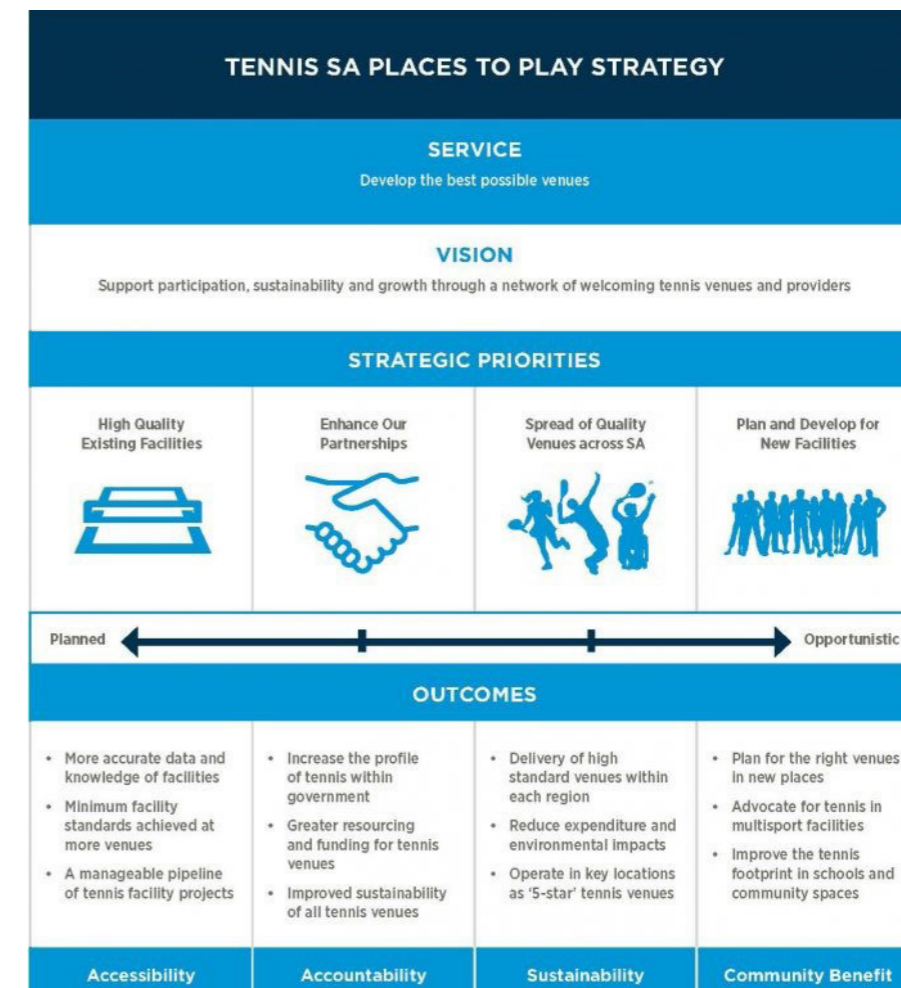 TENNIS SA PLACES TO PLAY STRATEGY
SERVICE
Develop the best possible venues
VISION
Support participation, sustainability and growth through a network of welcoming tennis venues and providers
STRATEGIC PRIORITIES
High Quality
Existing Facilities
Enhance Our
Partnerships
Spread of Quality
Venues across SA
Plan and Develop for
New Facilities
Planned
Opportunistic
OUTCOMES
• More accurate data and
knowledge of facilities
• Minimum facility
standards achieved at
more venues
• A manageable pipeline
of tennis facility projects
• Increase the profile
of tennis within
government
• Greater resourcing
and funding for tennis
venues
• Improved sustainability
of all tennis venues
• Delivery of high
standard venues within
each region
• Reduce expenditure and
environmental impacts
• Operate in key locations
as ‘5-star’ tennis venues
• Plan for the right venues
in new places
• Advocate for tennis in
multisport facilities
• Improve the tennis
footprint in schools and
community spaces
Accessibility
Accountability
Sustainability
Community Benefit